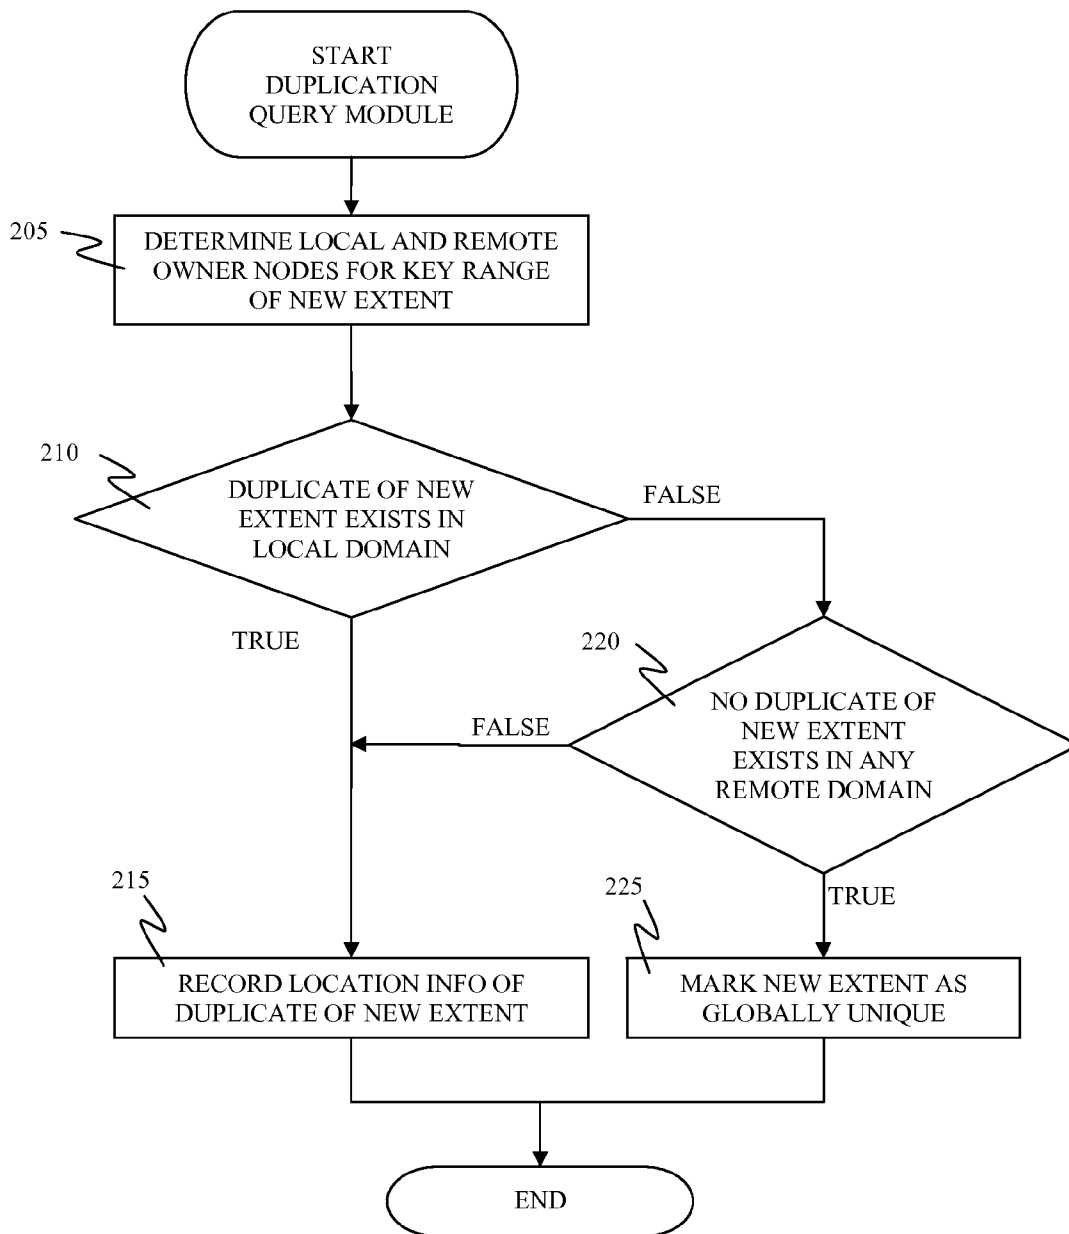 START
DUPLICATION
QUERY MODULE
205
DETERMINE LOCAL AND REMOTE
OWNER NODES FOR KEY RANGE
OF NEW EXTENT
210
DUPLICATE OF NEW
EXTENT EXISTS IN
LOCAL DOMAIN
FALSE
TRUE
220
NO DUPLICATE OF
NEW EXTENT
EXISTS IN ANY
REMOTE DOMAIN
FALSE
TRUE
215
RECORD LOCATION INFO OF
DUPLICATE OF NEW EXTENT
225
MARK NEW EXTENT AS
GLOBALLY UNIQUE
END